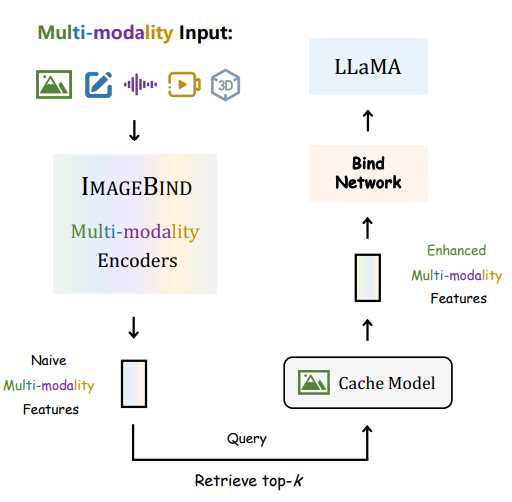 Multi-modality Input:
3D
IMAGEBIND
Multi-modality
Encoders
Naive
Multi-modality
Features
Query
Retrieve top-k
Cache Model
Enhanced
Multi-modality
Features
Bind
Network
LLaMA